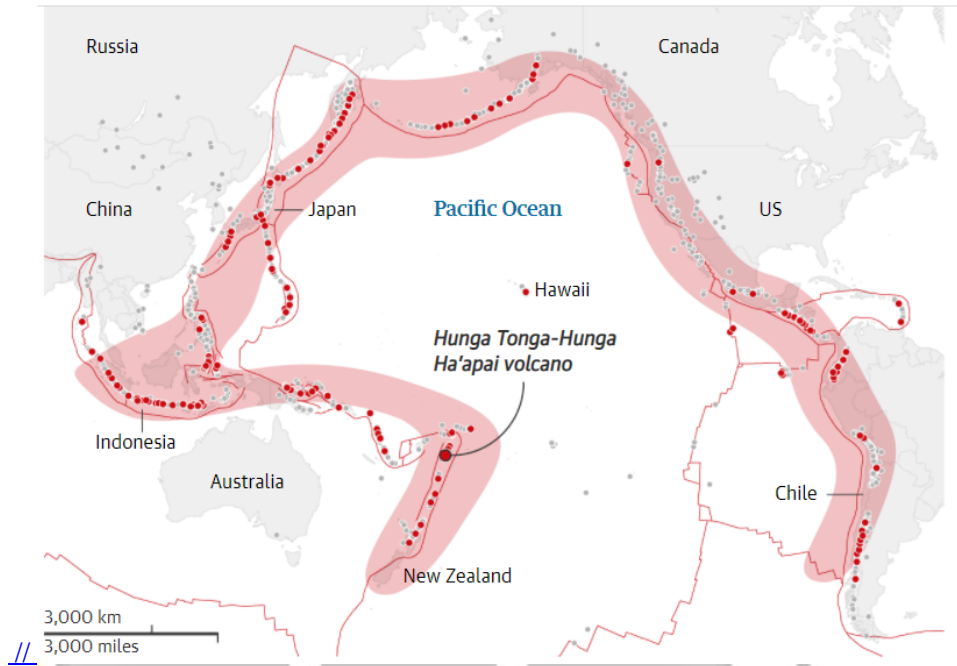 Russia
Canada
China
Japan
Pacific Ocean
US
Hawaii
Hunga Tonga-Hunga
Ha'apai volcano
Indonesia
Australia
Chile
New Zealand
3,000 km
3,000 miles
//